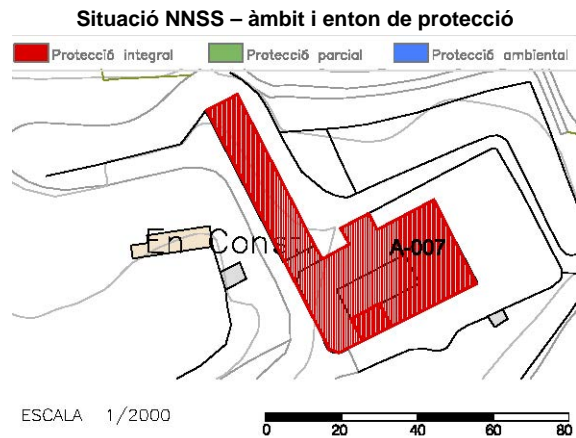 Situació NNSS – àmbit i enton de protecció
Protecció integral Protecció parcial Protecció ambiental
En Const
A-007
ESCALA 1/2000
0 20 40 60 80